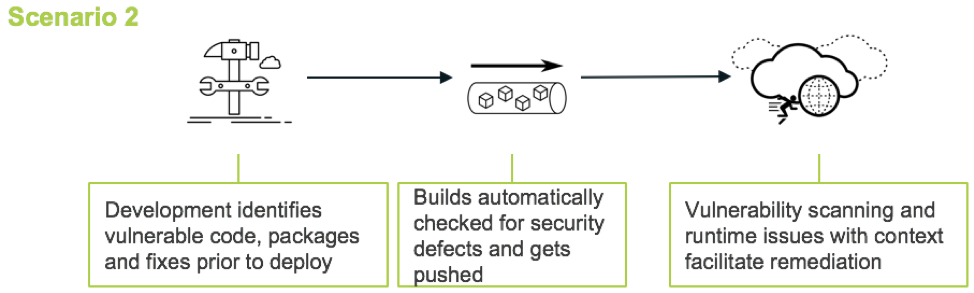 Scenario 2
Development identifies
vulnerable code, packages
and fixes prior to deploy
Builds automatically
checked for security
defects and gets
pushed
Vulnerability scanning and
runtime issues with context
facilitate remediation